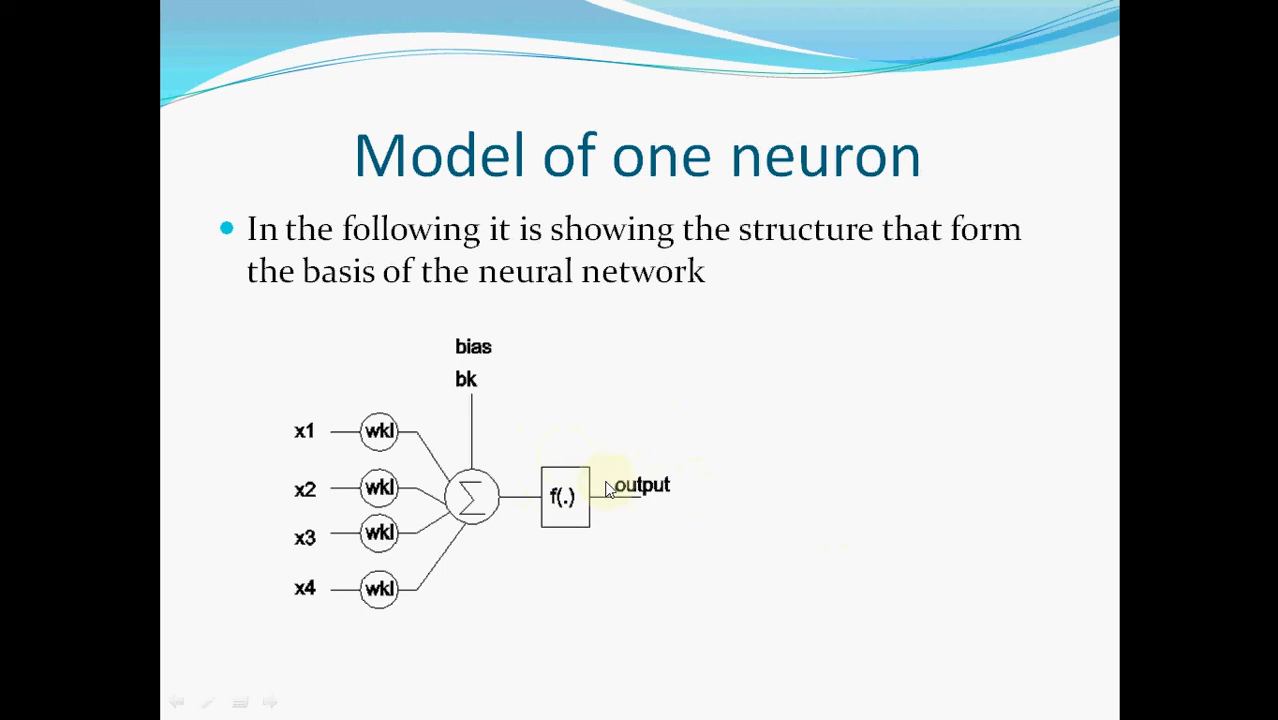 Model of one neuron
In the following it is showing the structure that form
the basis of the neural network
bias
bk
x1 wkl
x2 wkl
x3 wkl
x4 wkl
Σ
f(.)
output